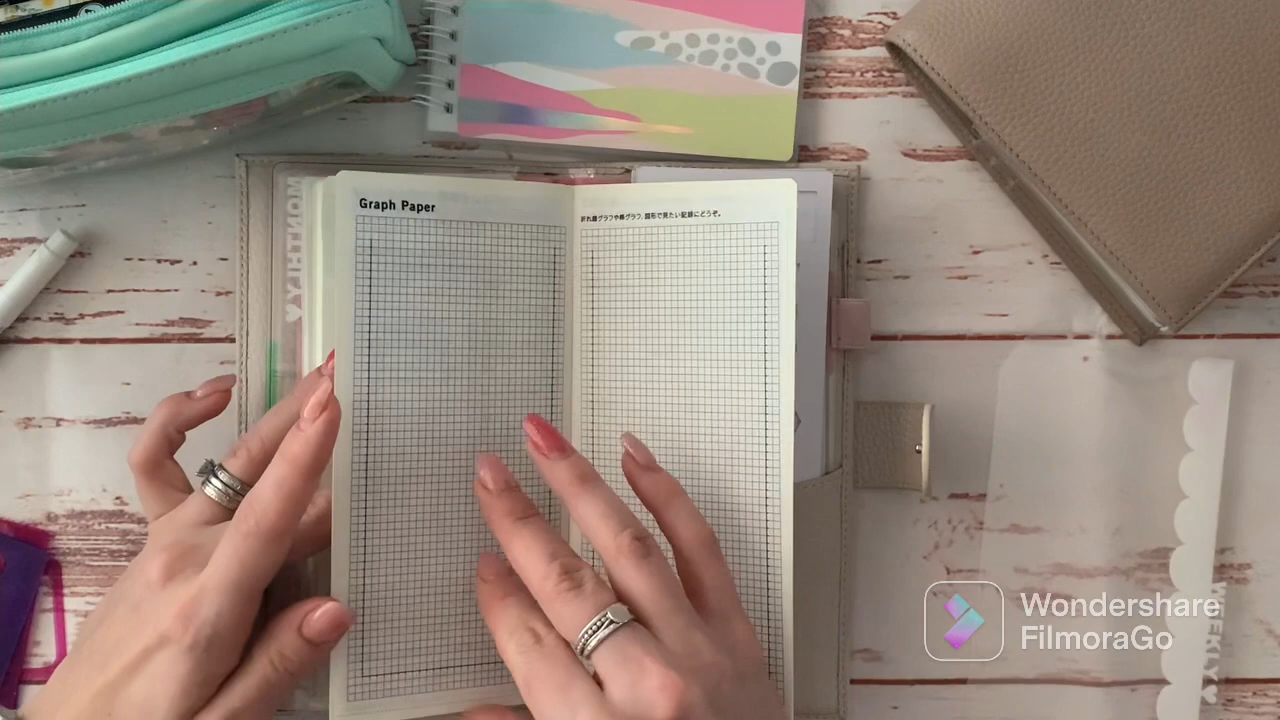 Graph Paper
折れ線グラフや棒グラフ、図形で見たい記録にどうぞ。
MONTHLY
Wondershare
FilmoraGo
WEEKLY